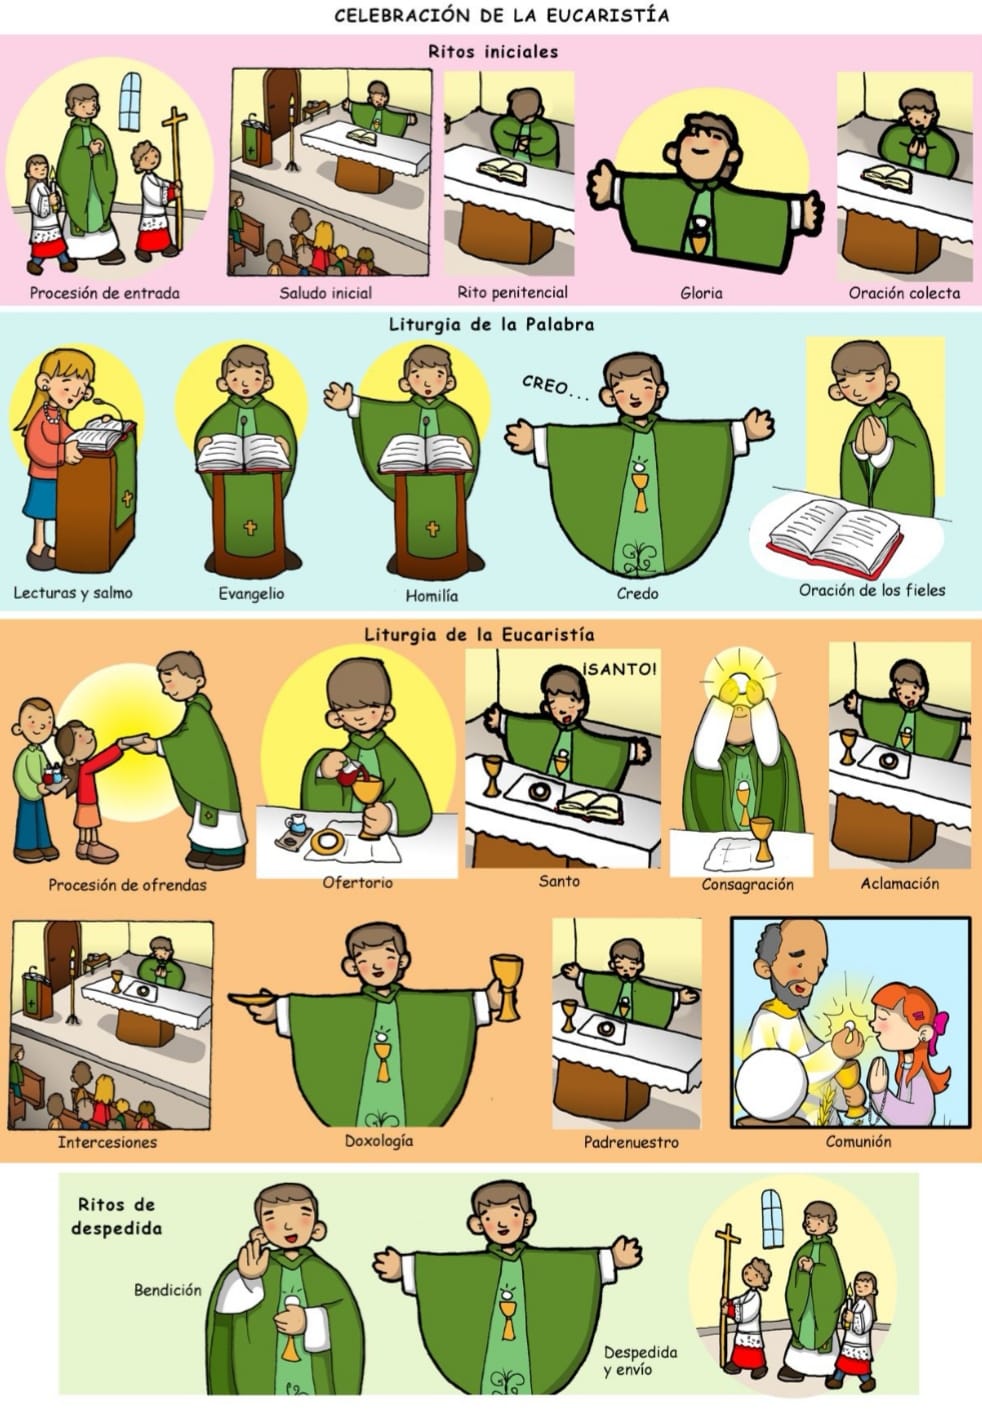 CELEBRACIÓN DE LA EUCARISTÍA
Ritos iniciales
Procesión de entrada
Saludo inicial
Rito penitencial
Gloria
Oración colecta
Liturgia de la Palabra
CREO...
Lecturas y salmo
Evangelio
Homilía
Credo
Oración de los fieles
Liturgia de la Eucaristía
¡SANTO!
Procesión de ofrendas
Ofertorio
Santo
Consagración
Aclamación
Intercesiones
Doxología
Padrenuestro
Comunión
Ritos de
despedida
Bendición
Despedida
y envío